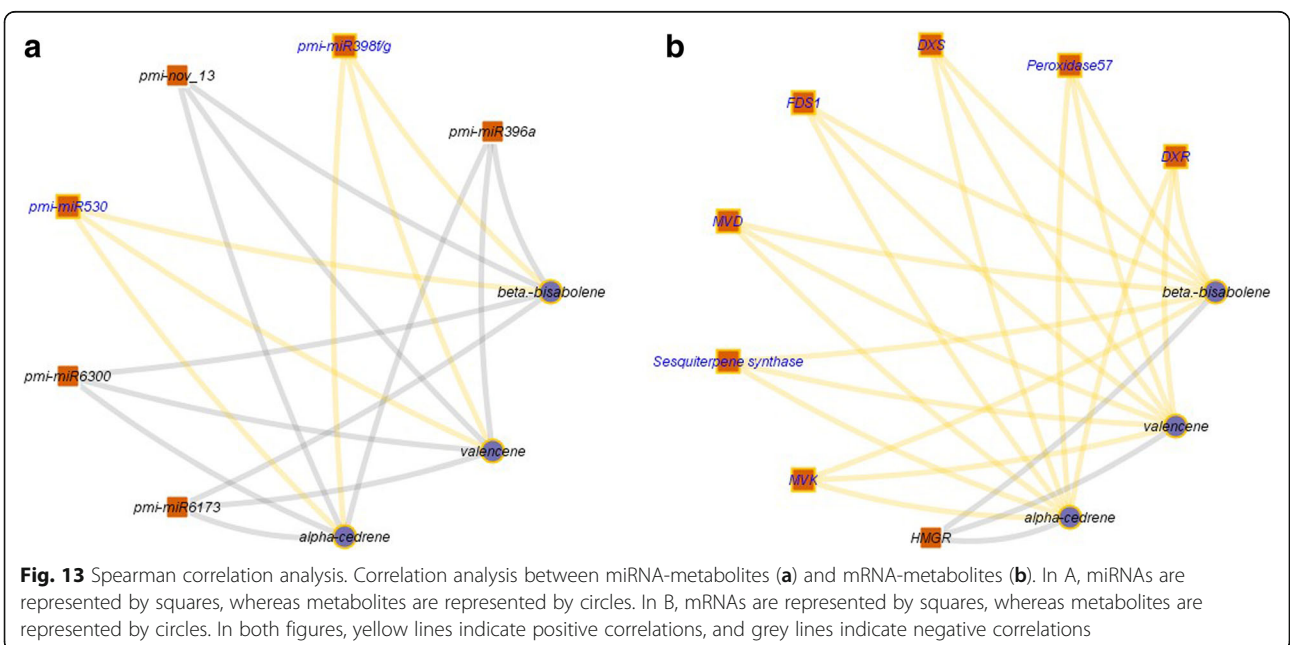 a
pmi-miR398f/g
pmi-nov_13
pmi-miR396a
pmi-miR530
beta.-bisabolene
pmi-miR6300
valencene
pmi-miR6173
alpha-cedrene
b
DXS
Peroxidase57
FDS1
DXR
MVD
beta.-bisabolene
Sesquiterpene synthase
valencene
MVK
alpha-cedrene
HMGR
Fig. 13 Spearman correlation analysis. Correlation analysis between miRNA-metabolites (a) and mRNA-metabolites (b). In A, miRNAs are
represented by squares, whereas metabolites are represented by circles. In B, mRNAs are represented by squares, whereas metabolites are
represented by circles. In both figures, yellow lines indicate positive correlations, and grey lines indicate negative correlations